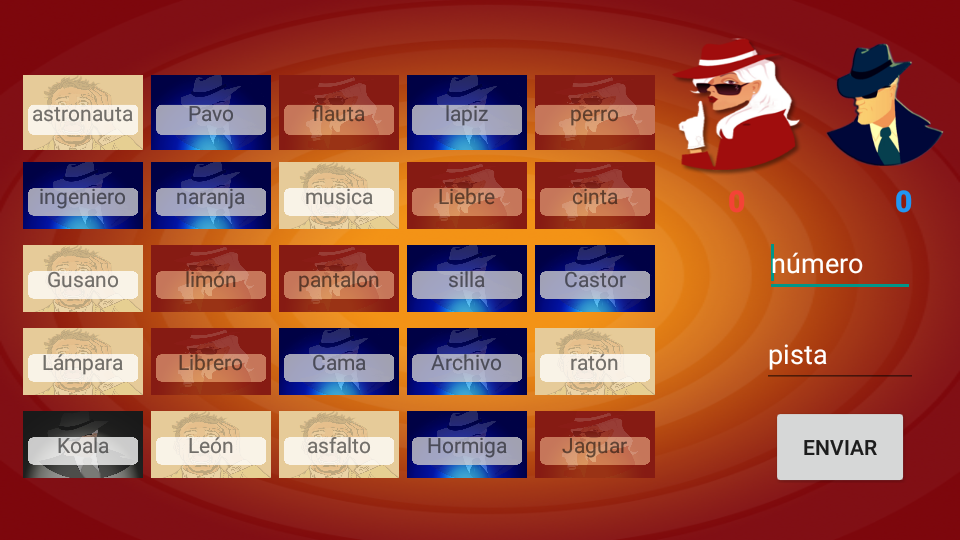 astronauta Pavo flauta lapiz perro
ingeniero naranja musica Liebre cinta
0 0
Gusano limón pantalon silla Castor
número
Lámpara Librero Cama Archivo ratón
pista
Koala León asfalto Hormiga Jaguar
ENVIAR